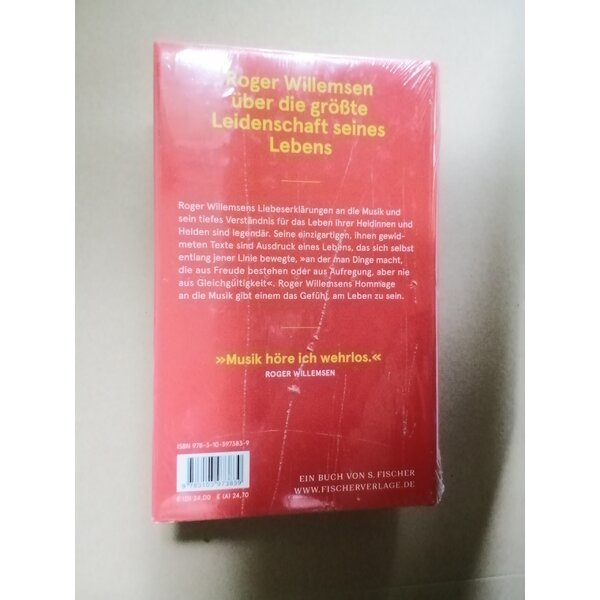 Roger Willemsen
über die größte
Leidenschaft seines
Lebens
Roger Willemsens Liebeserklärungen an die Musik und
sein tiefes Verständnis für das Leben ihrer Heldinnen und
Helden sind legendär. Seine einzigartigen, ihnen gewid-
meten Texte sind Ausdruck eines Lebens, das sich selbst
entlang jener Linie bewegte, »an der man Dinge macht,
die aus Freude bestehen oder aus Aufregung, aber nie
aus Gleichgültigkeit«. Roger Willemsens Hommage
an die Musik gibt einem das Gefühl, am Leben zu sein.
»Musik höre ich wehrlos.«
ROGER WILLEMSEN
ISBN 978-3-10-397383-9
9 783103 973839
€ (D) 24,00 € (A) 24,70
EIN BUCH VON S. FISCHER
WWW.FISCHERVERLAGE.DE